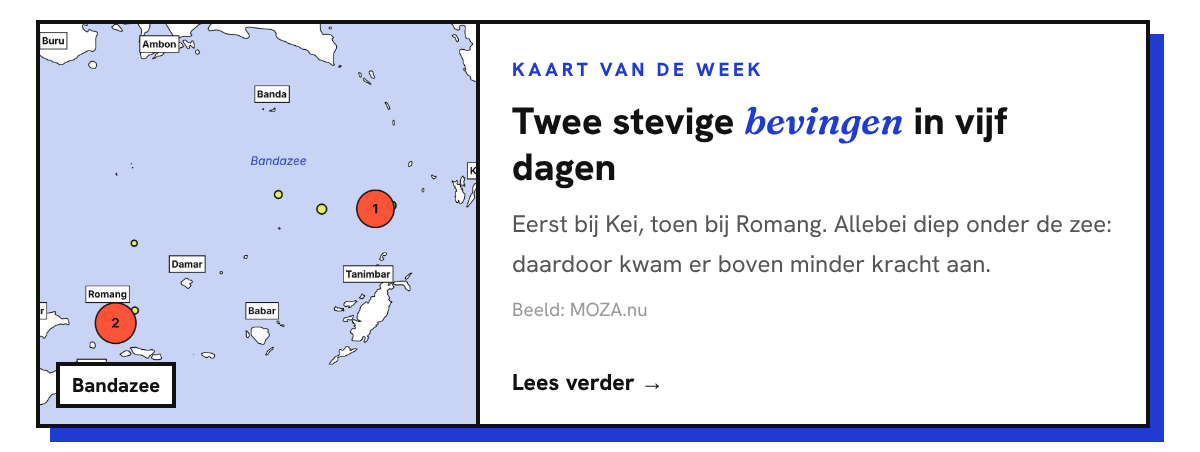 Buru
Ambon
Banda
Bandazee
K
1
Damar
Tanimbar
Romang
r
2
Babar
Bandazee
KAART VAN DE WEEK
Twee stevige bevingen in vijf
dagen
Eerst bij Kei, toen bij Romang. Allebei diep onder de zee:
daardoor kwam er boven minder kracht aan.
Beeld: MOZA.nu
Lees verder →